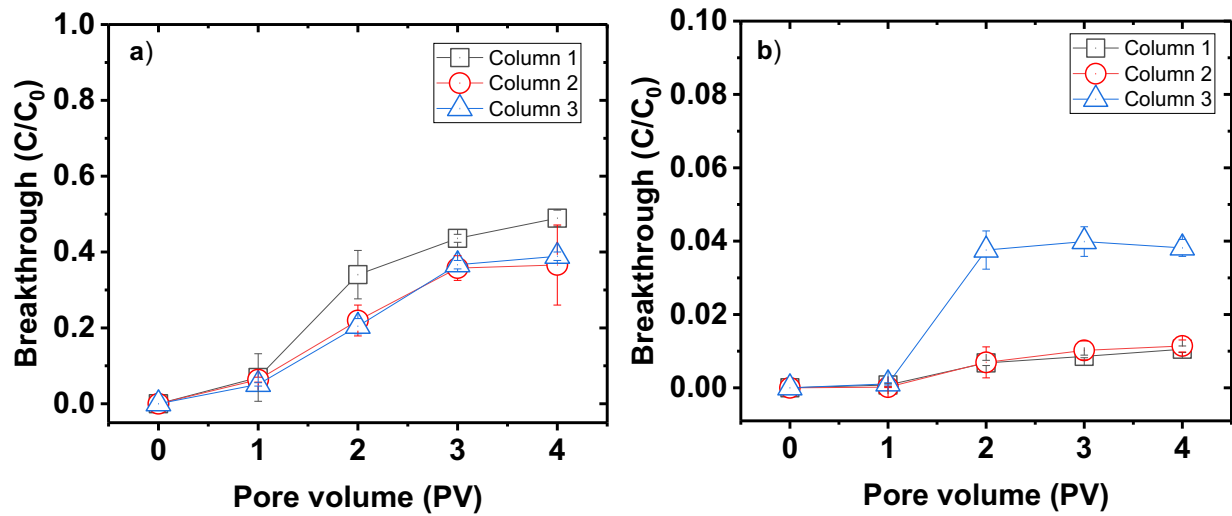 a)
Column 1
Column 2
Column 3
1.0
0.8
0.6
0.4
0.2
0.0
0
1
2
3
4
Breakthrough (C/C₀)
Pore volume (PV)
b)
Column 1
Column 2
Column 3
0.10
0.08
0.06
0.04
0.02
0.00
0
1
2
3
4
Breakthrough (C/C₀)
Pore volume (PV)